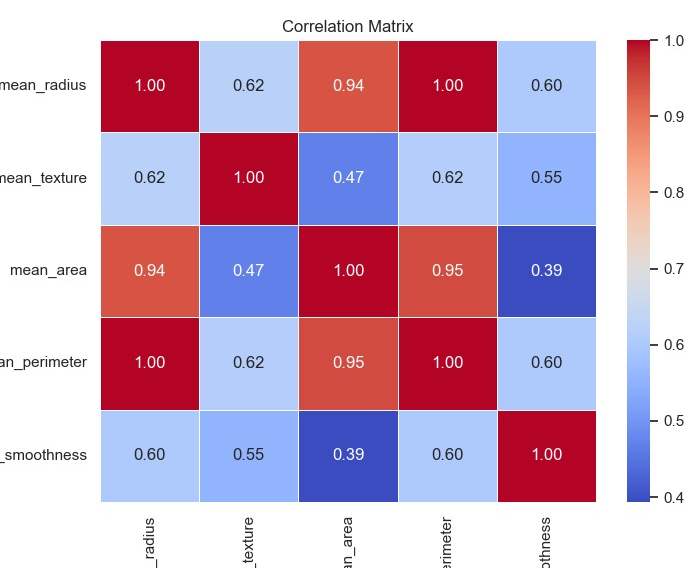 Correlation Matrix
mean_radius 1.00 0.62 0.94 1.00 0.60
mean_texture 0.62 1.00 0.47 0.62 0.55
mean_area 0.94 0.47 1.00 0.95 0.39
an_perimeter 1.00 0.62 0.95 1.00 0.60
_smoothness 0.60 0.55 0.39 0.60 1.00
_radius
_texture
an_area
erimeter
othness
1.0
0.9
0.8
0.7
0.6
0.5
0.4